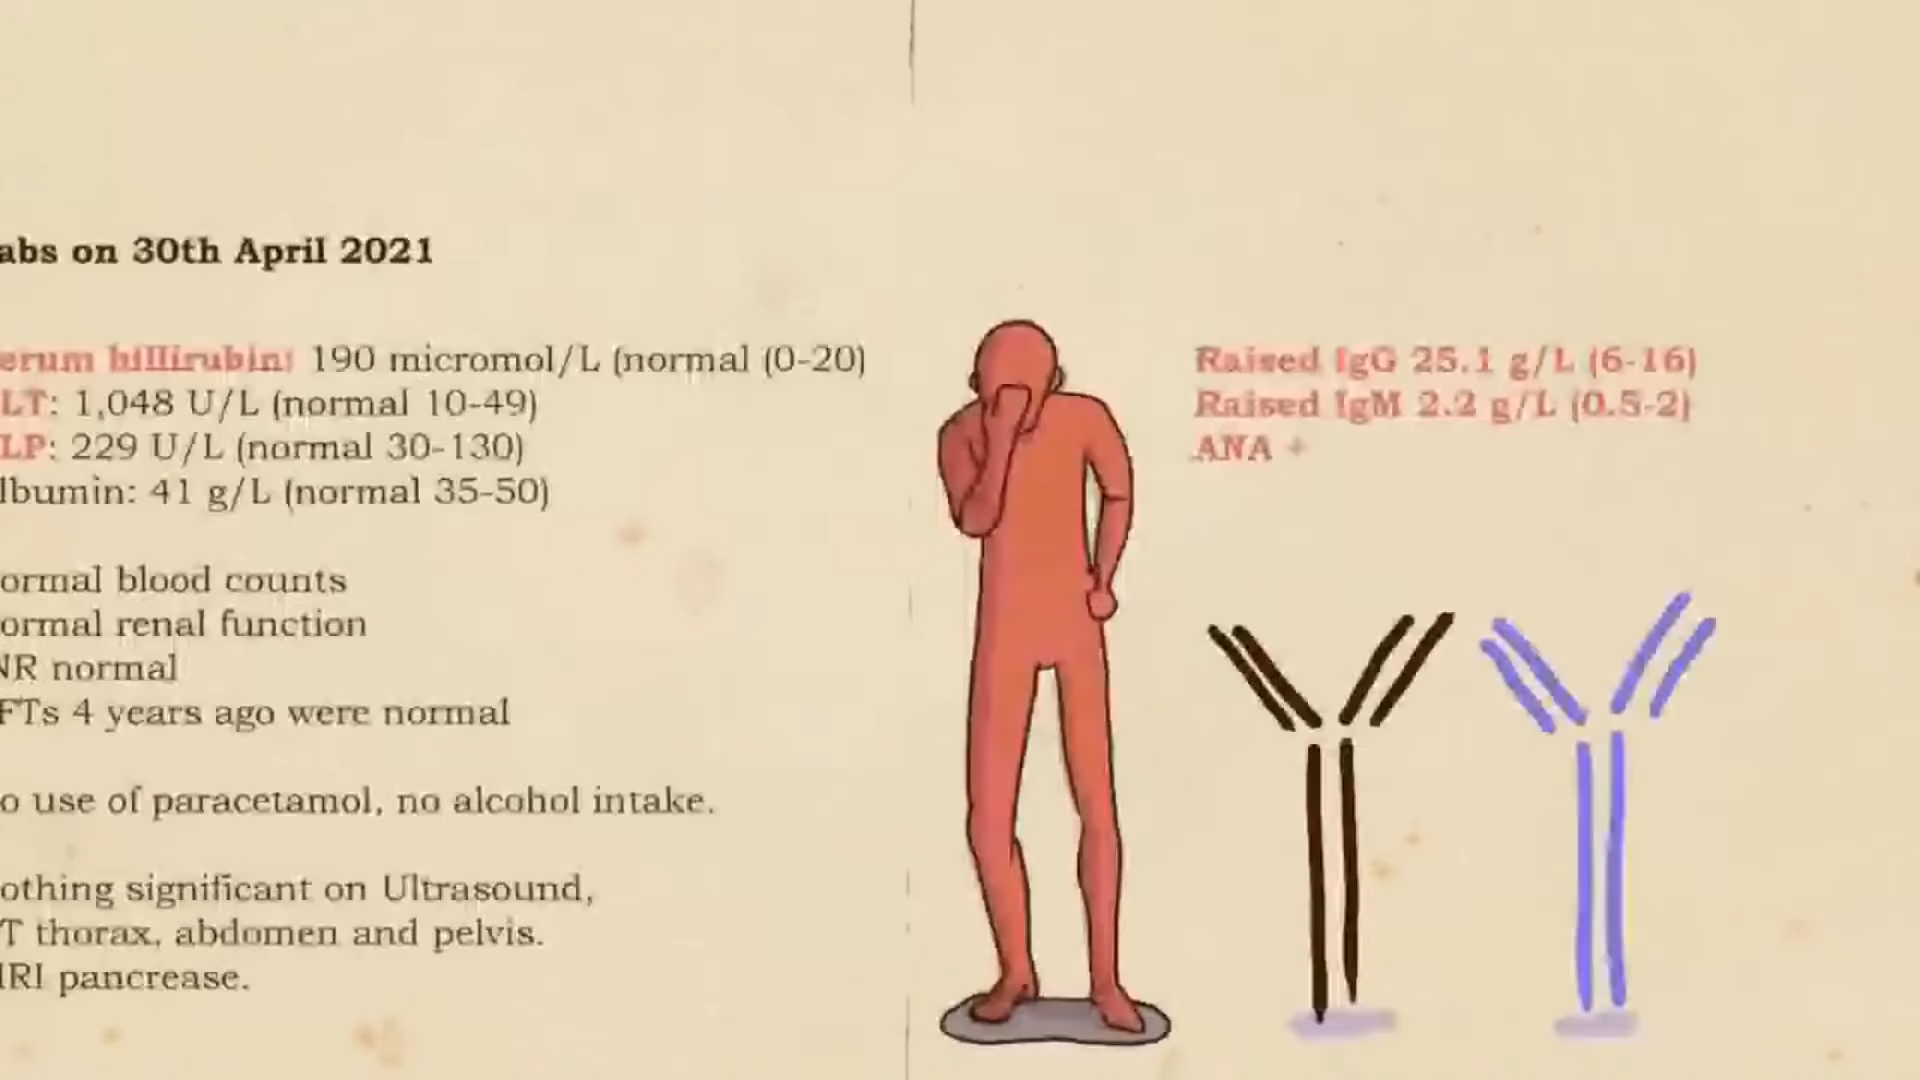 abs on 30th April 2021
erum billirubin: 190 micromol/L (normal (0-20)
LT: 1,048 U/L (normal 10-49)
LP: 229 U/L (normal 30-130)
lbumin: 41 g/L (normal 35-50)
ormal blood counts
ormal renal function
NR normal
FTs 4 years ago were normal
o use of paracetamol, no alcohol intake.
othing significant on Ultrasound,
T thorax, abdomen and pelvis.
IRI pancrease.
Raised IgG 25.1 g/L (6-16)
Raised IgM 2.2 g/L (0.5-2)
ANA +